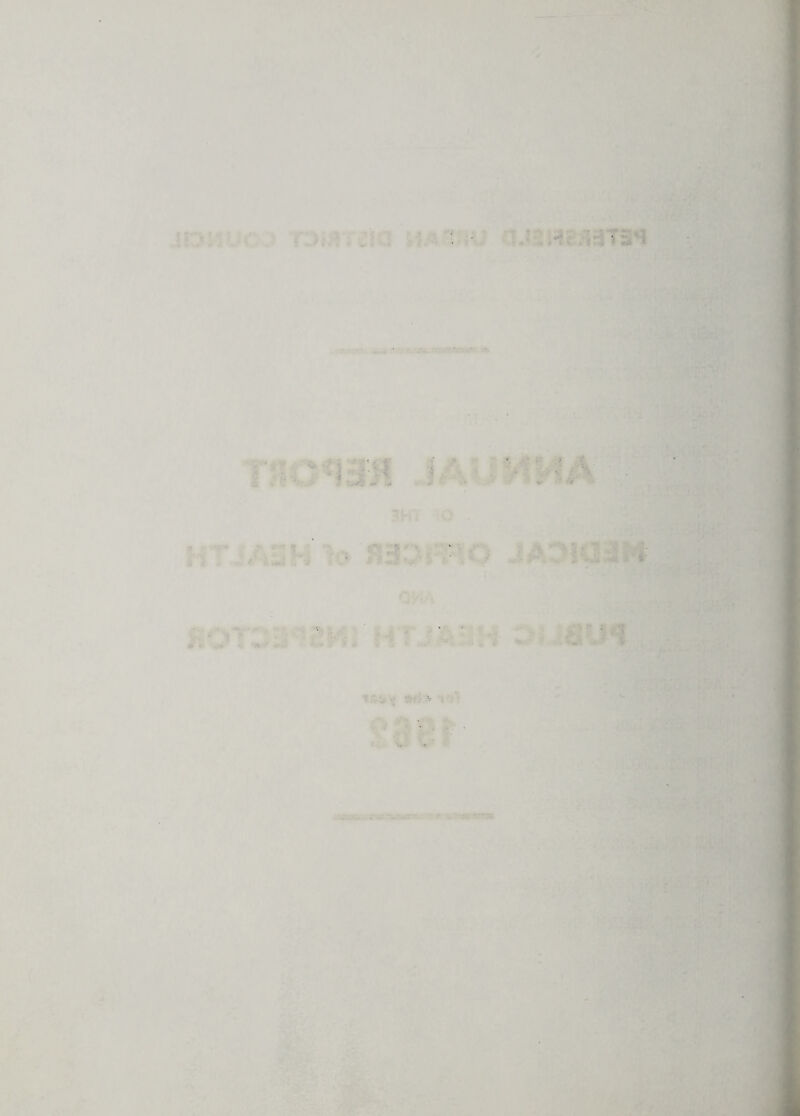 PETERSFIELD URBAN DISTRICT COUNCIL
ANNUAL REPORT
OF THE
MEDICAL OFFICER of HEALTH
AND
PUBLIC HEALTH INSPECTOR
for the Year